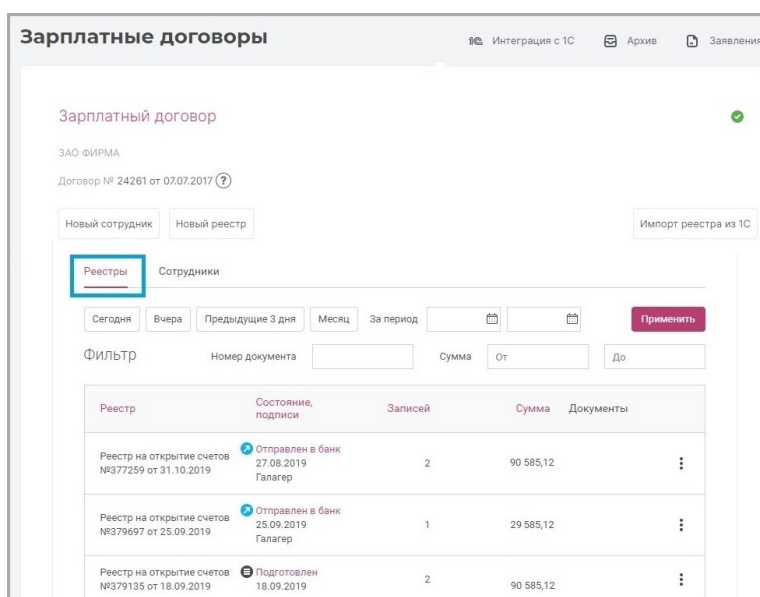 Зарплатные договоры
1С Интеграция с 1С Архив Заявления
Зарплатный договор
ЗАО ФИРМА
Договор № 24261 от 07.07.2017 ?
Новый сотрудник Новый реестр Импорт реестра из 1С
Реестры Сотрудники
Сегодня Вчера Предыдущие 3 дня Месяц За период Применить
Фильтр Номер документа Сумма От До
Реестр Состояние, подписи Записей Сумма Документы
Реестр на открытие счетов Отправлен в банк
№377259 от 31.10.2019 27.08.2019 2 90 585,12
Галагер
Реестр на открытие счетов Отправлен в банк
№379697 от 25.09.2019 25.09.2019 1 29 585,12
Галагер
Реестр на открытие счетов Подготовлен
№379135 от 18.09.2019 18.09.2019 2 90 585,12